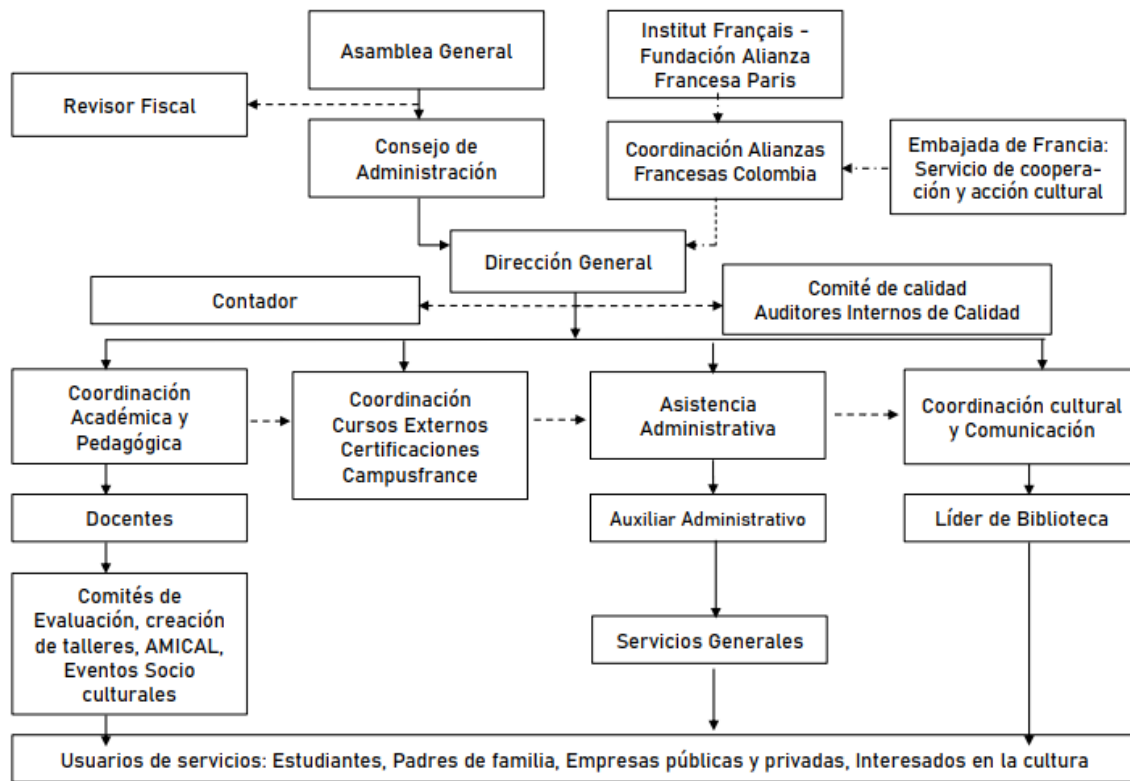 Asamblea General
Institut Français -
Fundación Alianza
Francesa Paris
Revisor Fiscal
Consejo de
Administración
Coordinación Alianzas
Francesas Colombia
Embajada de Francia:
Servicio de coopera-
ción y acción cultural
Dirección General
Contador
Comité de calidad
Auditores Internos de Calidad
Coordinación
Académica y
Pedagógica
Coordinación
Cursos Externos
Certificaciones
Campusfrance
Asistencia
Administrativa
Coordinación cultural
y Comunicación
Docentes
Auxiliar Administrativo
Líder de Biblioteca
Comités de
Evaluación, creación
de talleres, AMICAL,
Eventos Socio
culturales
Servicios Generales
Usuarios de servicios: Estudiantes, Padres de familia, Empresas públicas y privadas, Interesados en la cultura